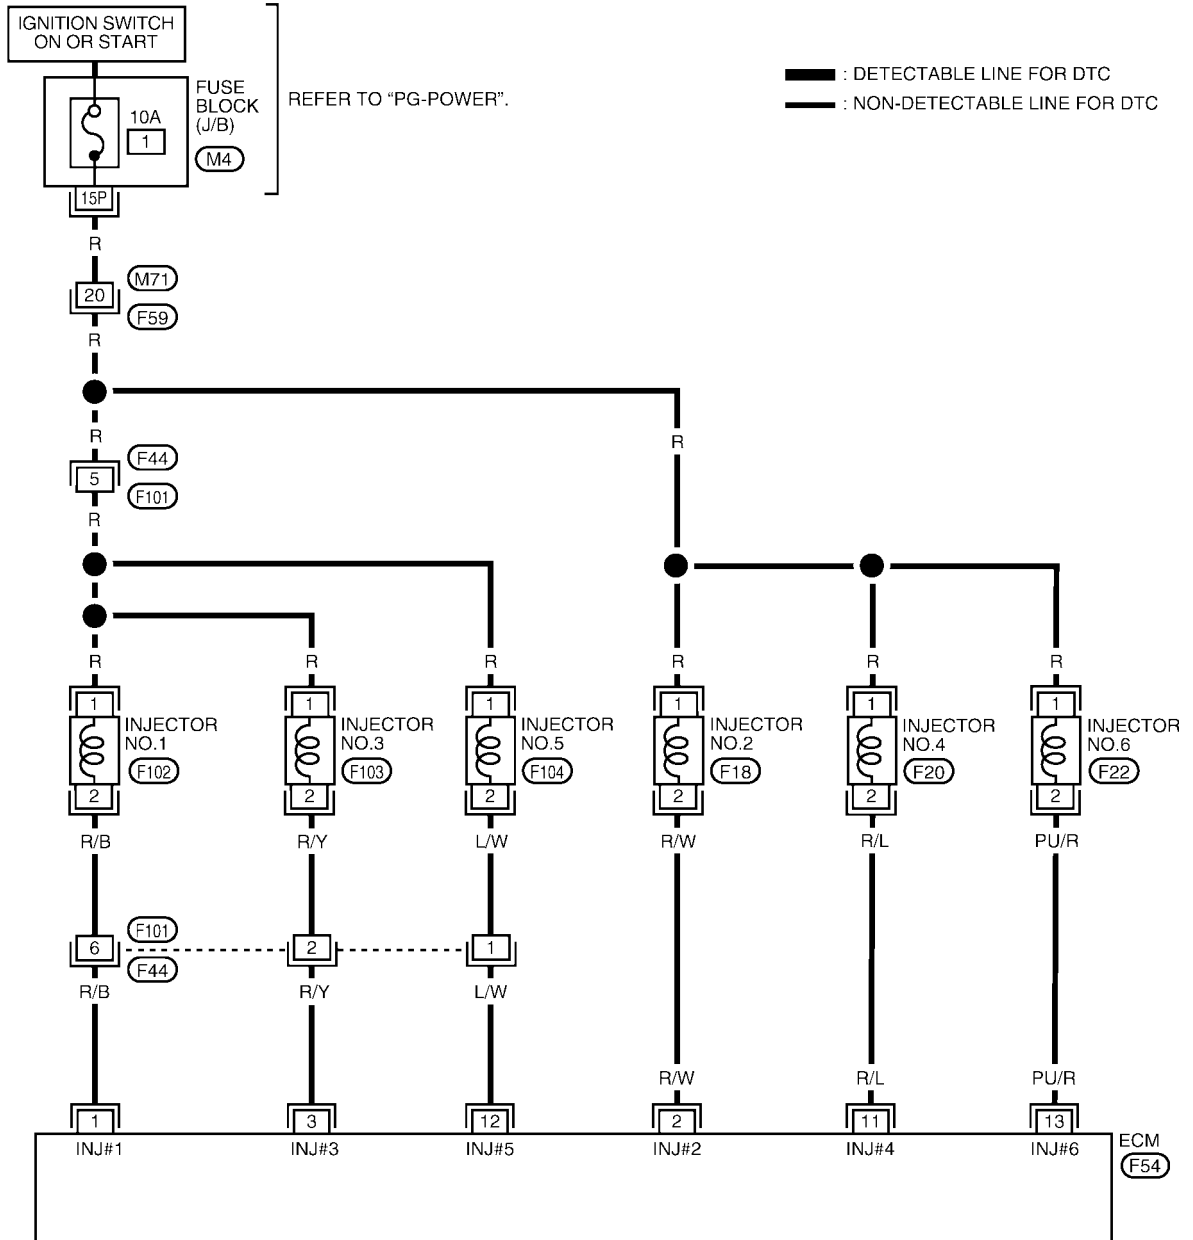 IGNITION SWITCH
ON OR START
FUSE
BLOCK
(J/B)
10A
1
M4
REFER TO “PG-POWER”.
: DETECTABLE LINE FOR DTC
: NON-DETECTABLE LINE FOR DTC
15P
R
M71
20
F59
R
R
R
F44
5
F101
R
R R R R R R
1 1 1 1 1 1
INJECTOR
NO.1
F102
INJECTOR
NO.3
F103
INJECTOR
NO.5
F104
INJECTOR
NO.2
F18
INJECTOR
NO.4
F20
INJECTOR
NO.6
F22
2 2 2 2 2 2
R/B R/Y L/W R/W R/L PU/R
F101
6 2 1
F44
R/B R/Y L/W
R/W R/L PU/R
1 3 12 2 11 13
INJ#1 INJ#3 INJ#5 INJ#2 INJ#4 INJ#6
ECM
F54